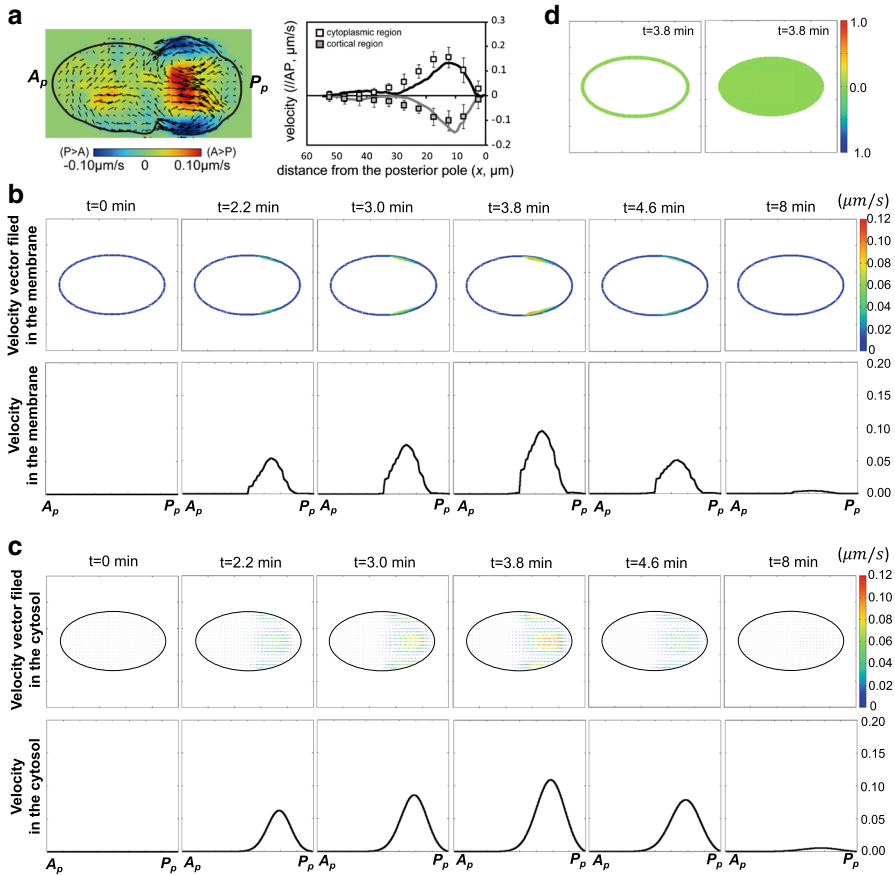 a
A_p
P_p
(P>A)
(A>P)
-0.10μm/s
0
0.10μm/s
cytoplasmic region
cortical region
velocity (//AP, μm/s)
0.3
0.2
0.1
0
-0.1
-0.2
60 50 40 30 20 10 0
distance from the posterior pole (x, μm)
d
t=3.8 min
t=3.8 min
1.0
0.0
1.0
b
t=0 min t=2.2 min t=3.0 min t=3.8 min t=4.6 min t=8 min
(μm/s)
Velocity vector filed
in the membrane
0.12
0.10
0.08
0.06
0.04
0.02
0
Velocity
in the membrane
0.20
0.15
0.10
0.05
0.00
A_p P_p A_p P_p A_p P_p A_p P_p A_p P_p A_p P_p
c
t=0 min t=2.2 min t=3.0 min t=3.8 min t=4.6 min t=8 min
(μm/s)
Velocity vector filed
in the cytosol
0.12
0.10
0.08
0.06
0.04
0.02
0
Velocity
in the cytosol
0.20
0.15
0.10
0.05
0.00
A_p P_p A_p P_p A_p P_p A_p P_p A_p P_p A_p P_p